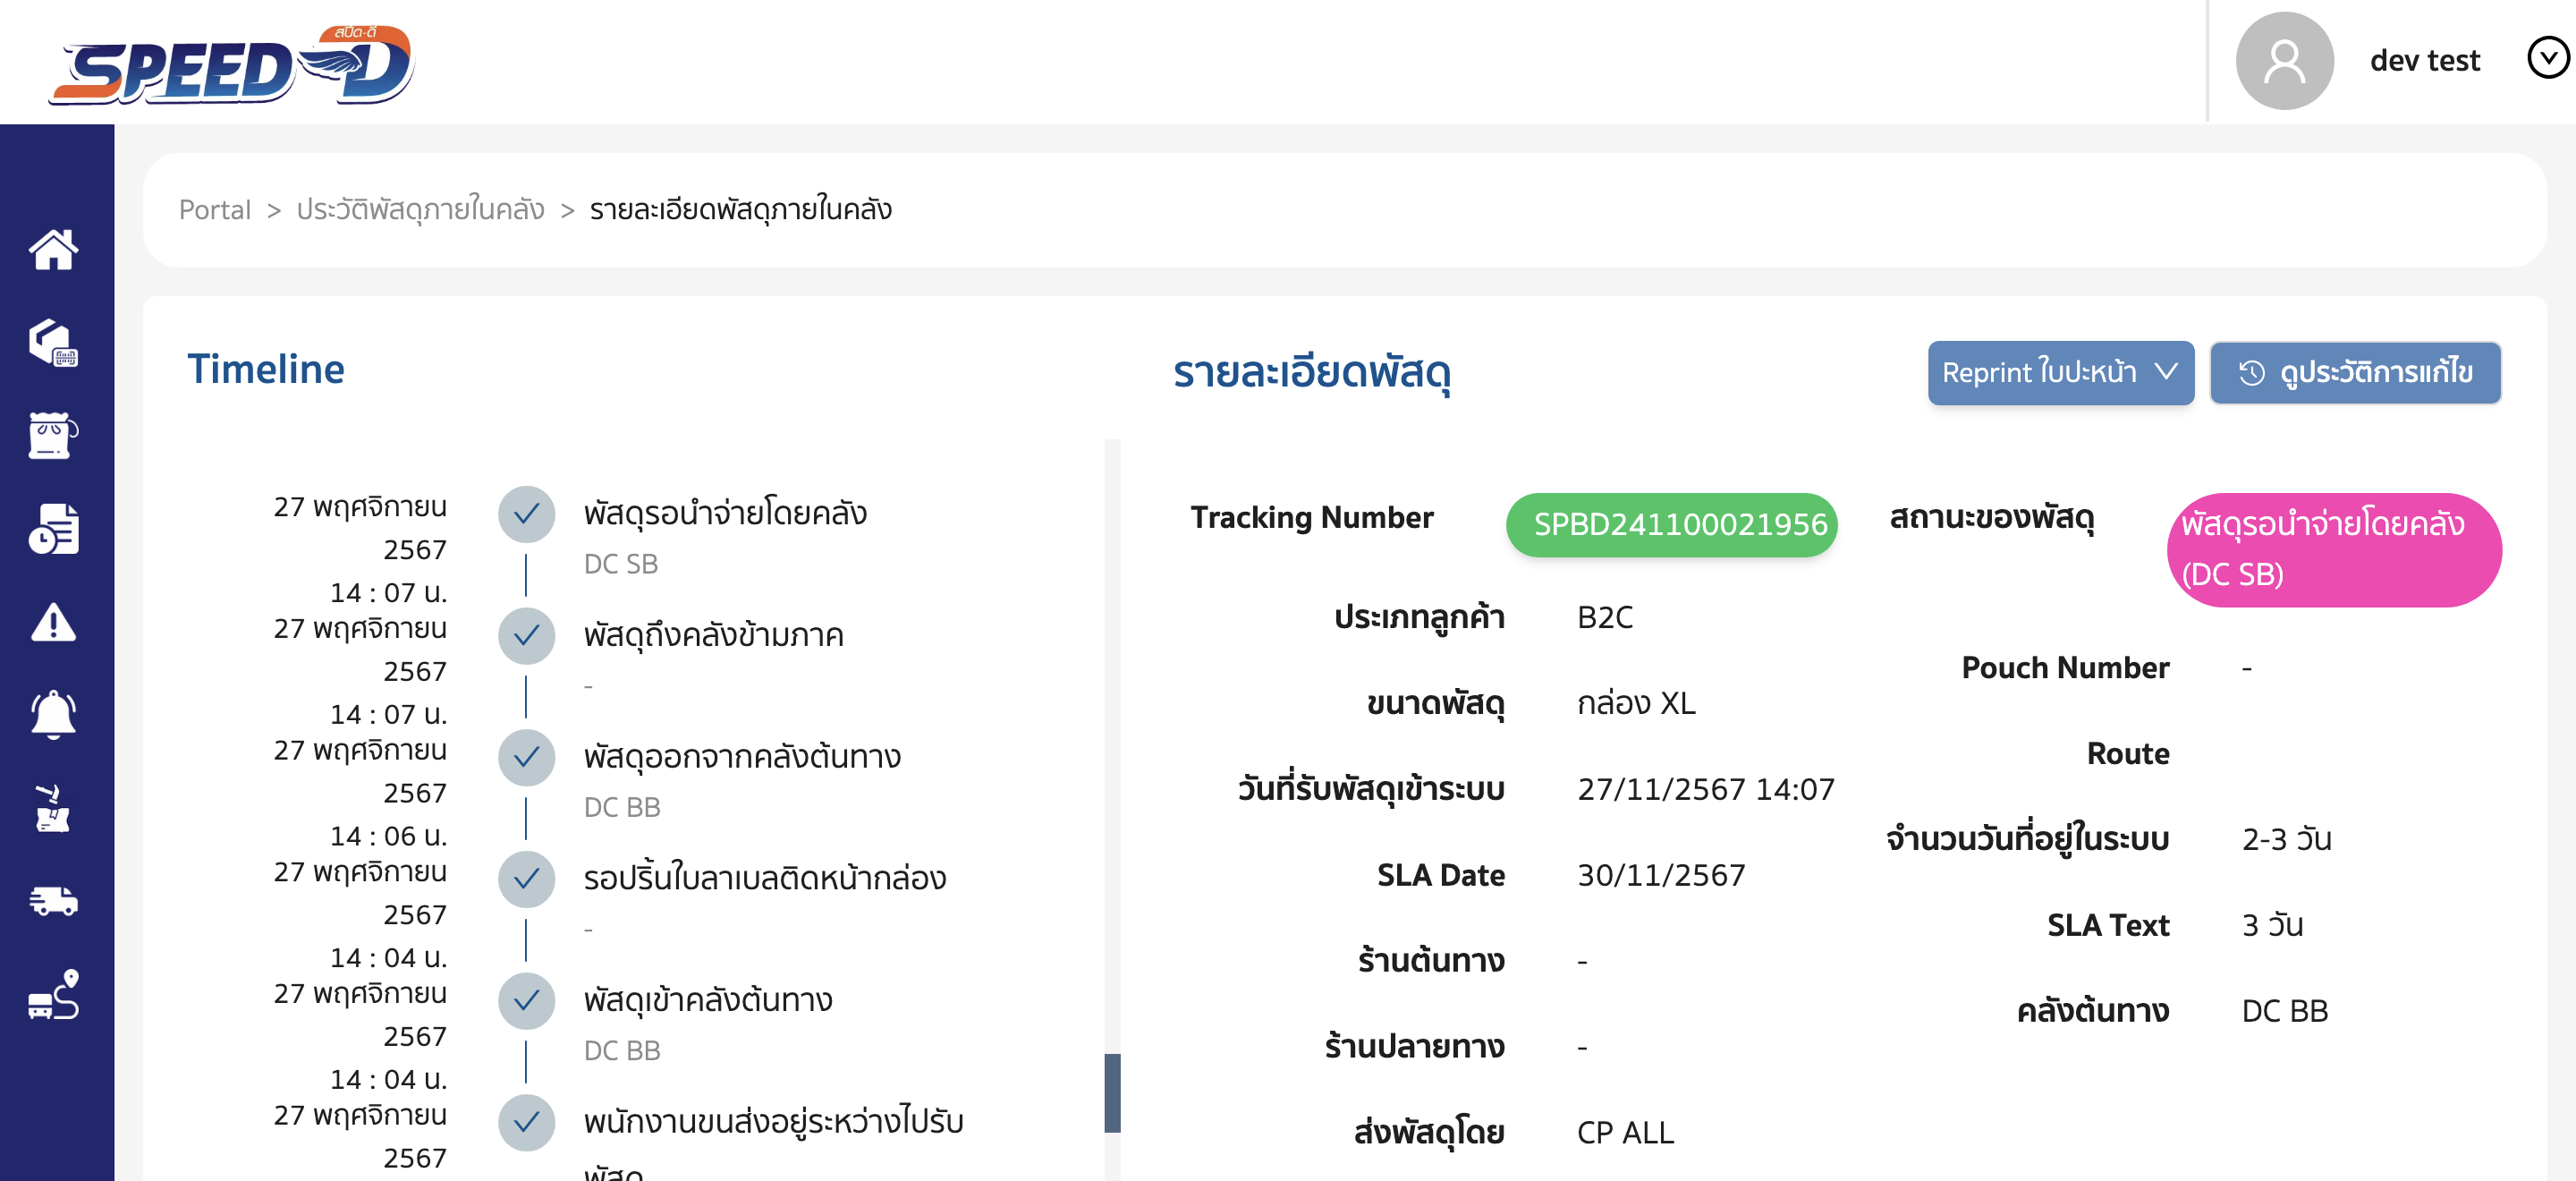 สปีด-ดี
SPEED-D
dev test
Portal > ประวัติพัสดุภายในคลัง > รายละเอียดพัสดุภายในคลัง
Timeline
27 พฤศจิกายน
2567
14 : 07 น.
พัสดุรอนำจ่ายโดยคลัง
DC SB
27 พฤศจิกายน
2567
14 : 07 น.
พัสดุถึงคลังข้ามภาค
-
27 พฤศจิกายน
2567
14 : 06 น.
พัสดุออกจากคลังต้นทาง
DC BB
27 พฤศจิกายน
2567
14 : 04 น.
รอปริ้นใบลาเบลติดหน้ากล่อง
-
27 พฤศจิกายน
2567
14 : 04 น.
พัสดุเข้าคลังต้นทาง
DC BB
27 พฤศจิกายน
2567
พนักงานขนส่งอยู่ระหว่างไปรับ
พัสดุ
รายละเอียดพัสดุ
Reprint ใบปะหน้า
ดูประวัติการแก้ไข
Tracking Number SPBD241100021956
ประเภทลูกค้า B2C
ขนาดพัสดุ กล่อง XL
วันที่รับพัสดุเข้าระบบ 27/11/2567 14:07
SLA Date 30/11/2567
ร้านต้นทาง -
ร้านปลายทาง -
ส่งพัสดุโดย CP ALL
สถานะของพัสดุ พัสดุรอนำจ่ายโดยคลัง
(DC SB)
Pouch Number -
Route
จำนวนวันที่อยู่ในระบบ 2-3 วัน
SLA Text 3 วัน
คลังต้นทาง DC BB